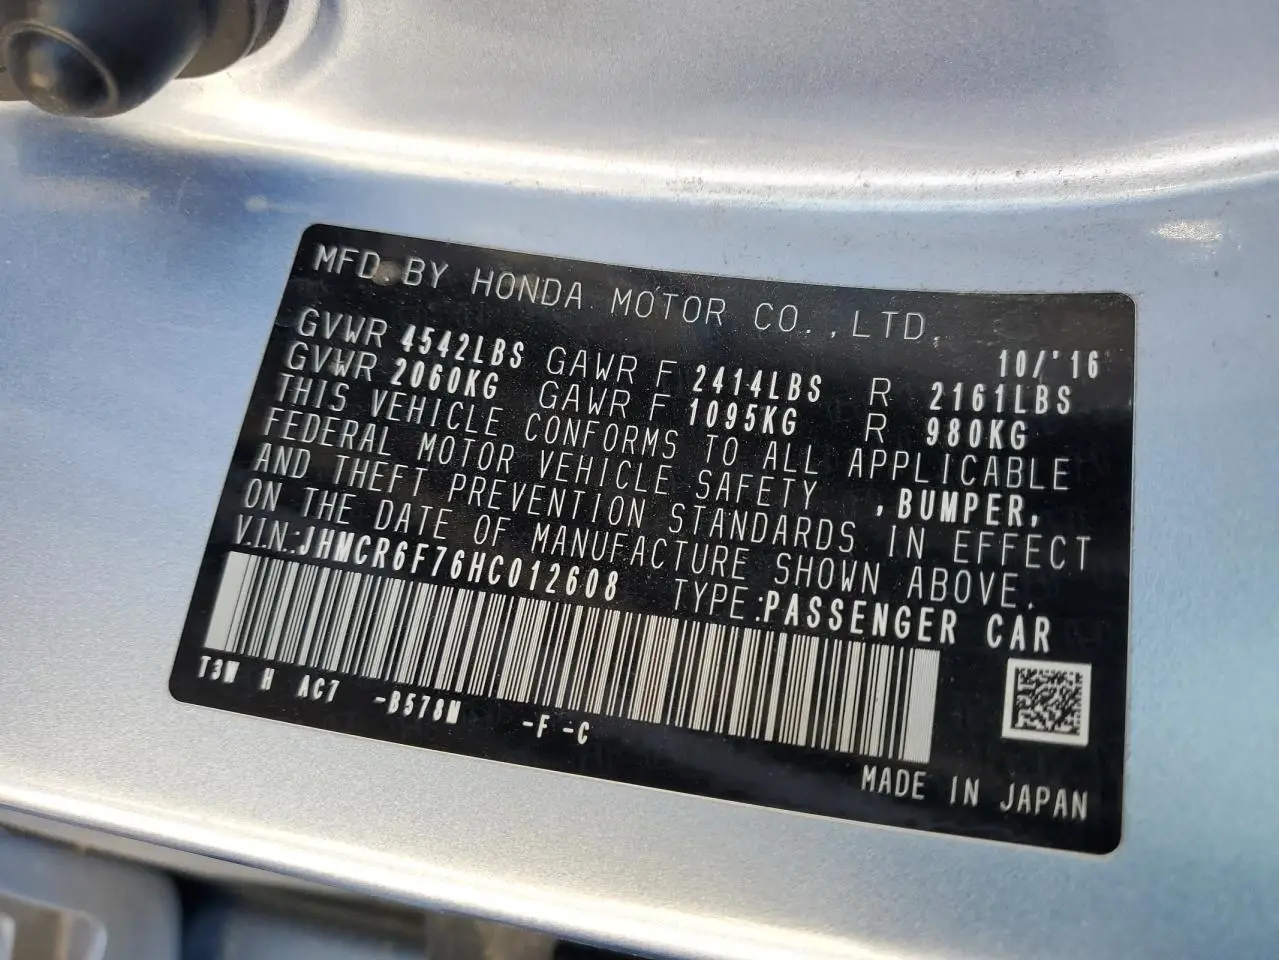 MFD. BY HONDA MOTOR CO.,LTD. 10/'16
GVWR 4542LBS GAWR F 2414LBS R 2161LBS
GVWR 2060KG GAWR F 1095KG R 980KG
THIS VEHICLE CONFORMS TO ALL APPLICABLE
FEDERAL MOTOR VEHICLE SAFETY ,BUMPER,
AND THEFT PREVENTION STANDARDS IN EFFECT
ON THE DATE OF MANUFACTURE SHOWN ABOVE.
V.I.N.:JHMCR6F76HC012608 TYPE:PASSENGER CAR
T3W H AC7 -B578M -F -C
MADE IN JAPAN